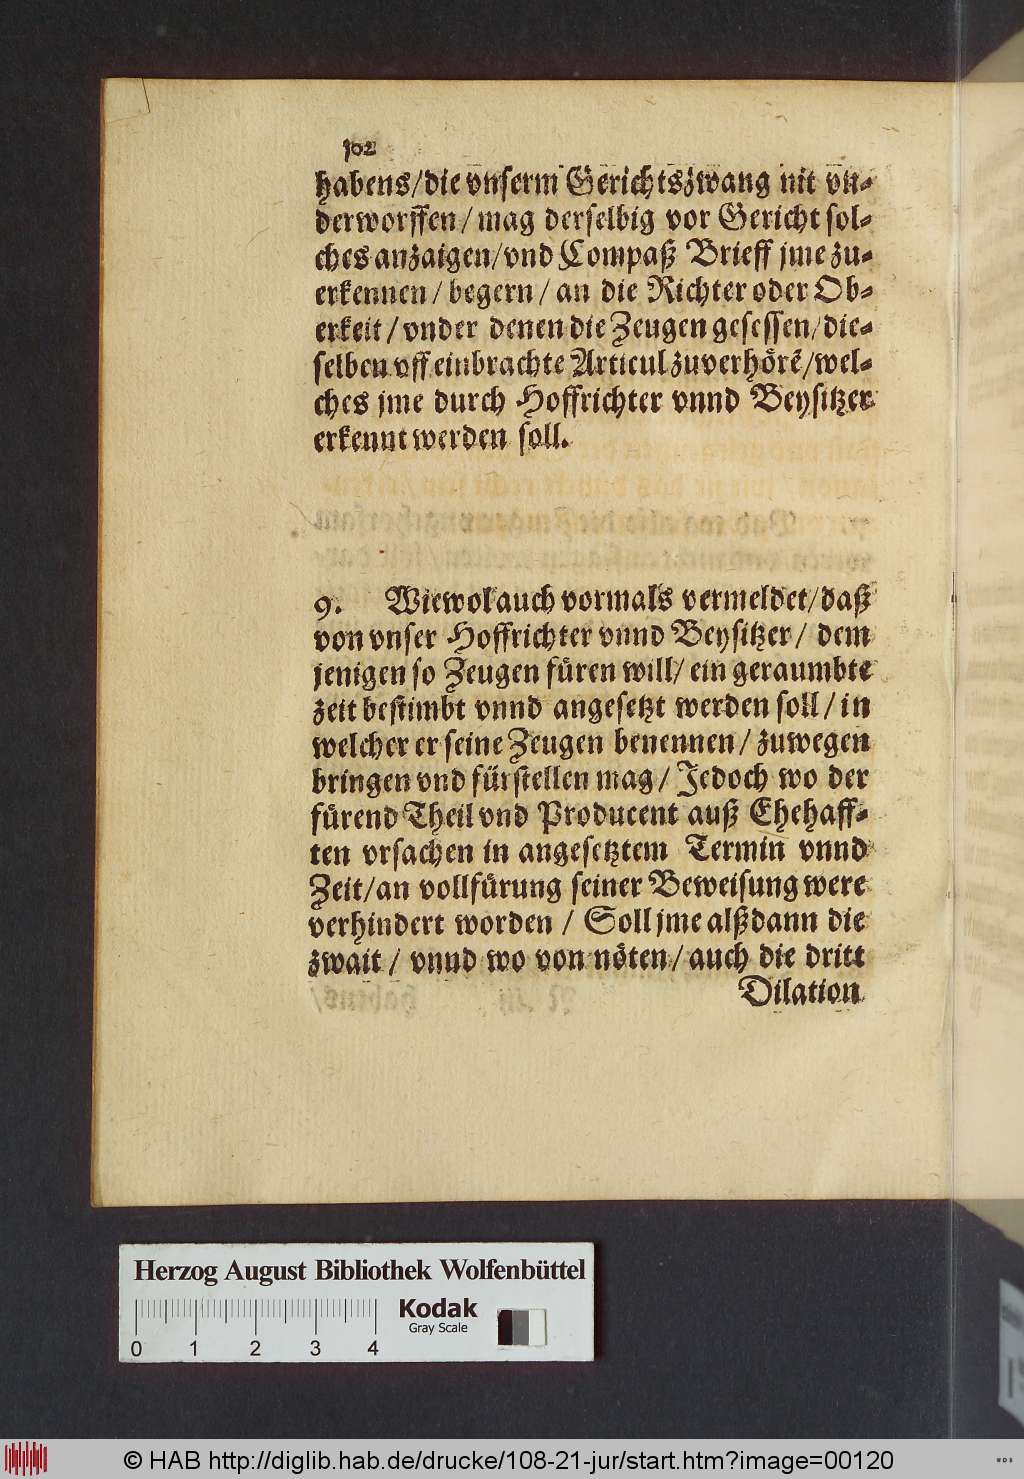 102
habens/die vnserm Gerichtszwang nit vn⸗
derworffen/ mag derselbig vor Gericht sol⸗
ches anzaigen/vnd Compaß Brieff jme zu⸗
erkennen/ begern/ an die Richter oder Ob⸗
erkeit/ vnder denen die Zeugen gesessen/die⸗
selben vff einbrachte Articul zuverhörē/wel⸗
ches jme durch Hoffrichter vnnd Beysitzer
erkennt werden soll.
9. Wiewol auch vormals vermeldet/daß
von vnser Hoffrichter vnnd Beysitzer/ dem
jenigen so Zeugen füren will/ ein geraumbte
zeit bestimbt vnnd angesetzt werden soll/ in
welcher er seine Zeugen benennen/ zuwegen
bringen vnd fürstellen mag/ Jedoch wo der
fürend Theil vnd Producent auß Ehehaff⸗
ten vrsachen in angesetztem Termin vnnd
Zeit/an vollfürung seiner Beweisung were
verhindert worden / Soll jme alßdann die
zwait/ vnnd wo von nöten/ auch die dritt
Dilation
Herzog August Bibliothek Wolfenbüttel
Kodak
Gray Scale
0 1 2 3 4
© HAB http://diglib.hab.de/drucke/108-21-jur/start.htm?image=00120